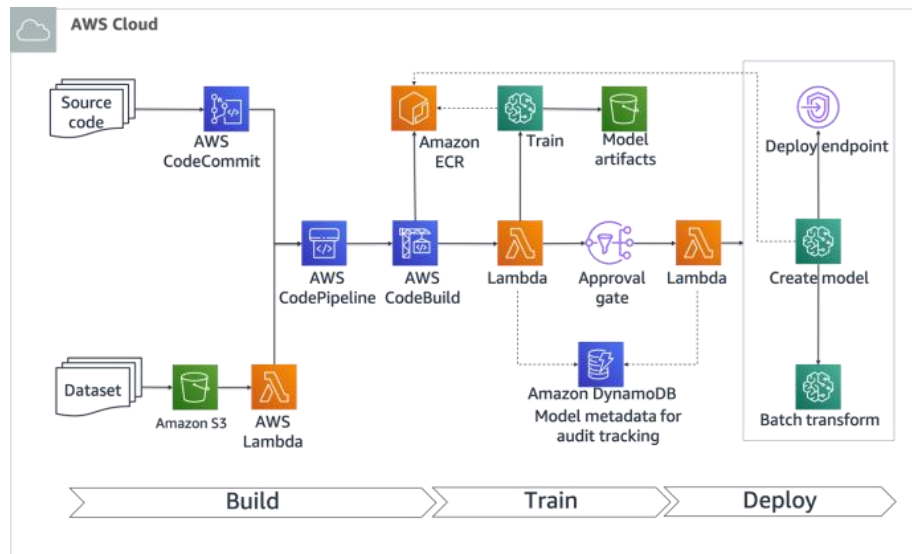 AWS Cloud
Source
code
AWS
CodeCommit
Amazon
ECR
Train
Model
artifacts
Deploy endpoint
AWS
CodePipeline
AWS
CodeBuild
Lambda
Approval
gate
Lambda
Create model
Dataset
Amazon S3
AWS
Lambda
Amazon DynamoDB
Model metadata for
audit tracking
Batch transform
Build
Train
Deploy